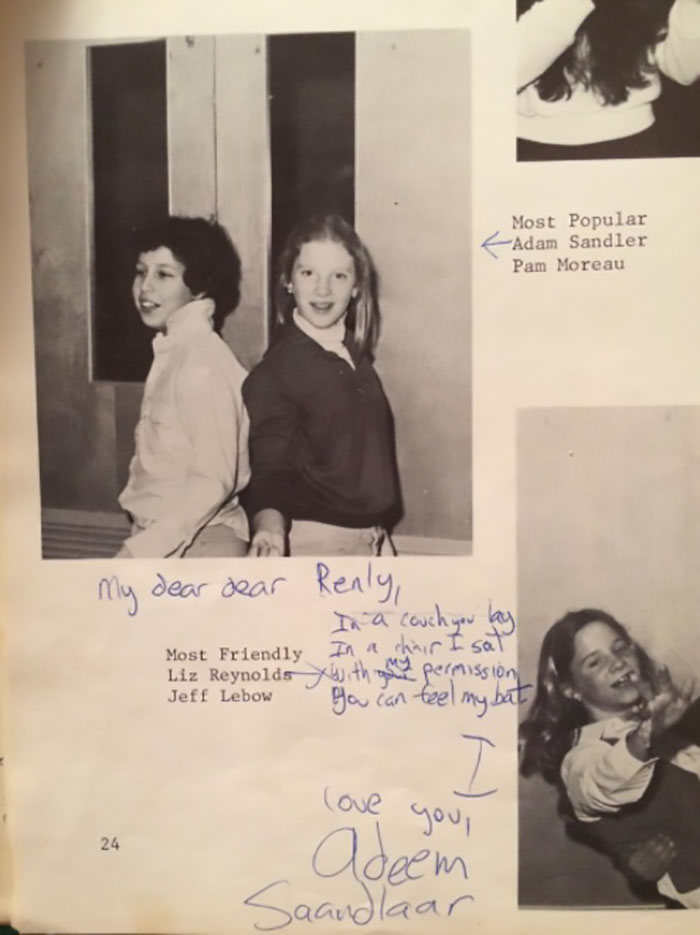 Most Popular
Adam Sandler
Pam Moreau
My dear dear Renly,
In a couch you lay
In a chair I sat
With my permission
You can feel my bat
Most Friendly
Liz Reynolds
Jeff Lebow
I
love you,
Adeem
Saandlaar
24